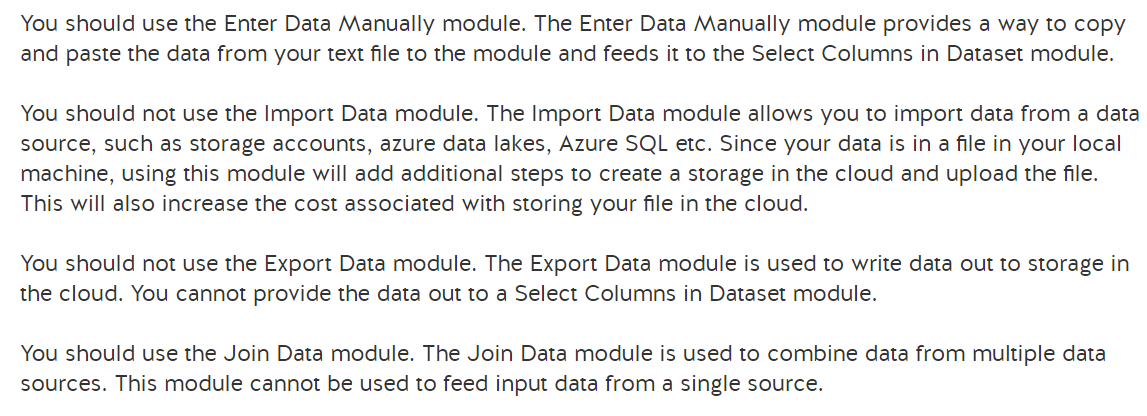 You should use the Enter Data Manually module. The Enter Data Manually module provides a way to copy
and paste the data from your text file to the module and feeds it to the Select Columns in Dataset module.
You should not use the Import Data module. The Import Data module allows you to import data from a data
source, such as storage accounts, azure data lakes, Azure SQL etc. Since your data is in a file in your local
machine, using this module will add additional steps to create a storage in the cloud and upload the file.
This will also increase the cost associated with storing your file in the cloud.
You should not use the Export Data module. The Export Data module is used to write data out to storage in
the cloud. You cannot provide the data out to a Select Columns in Dataset module.
You should use the Join Data module. The Join Data module is used to combine data from multiple data
sources. This module cannot be used to feed input data from a single source.